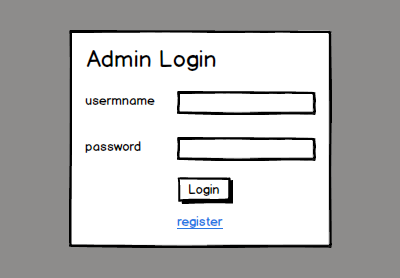 Admin Login
usermname
password
Login
register